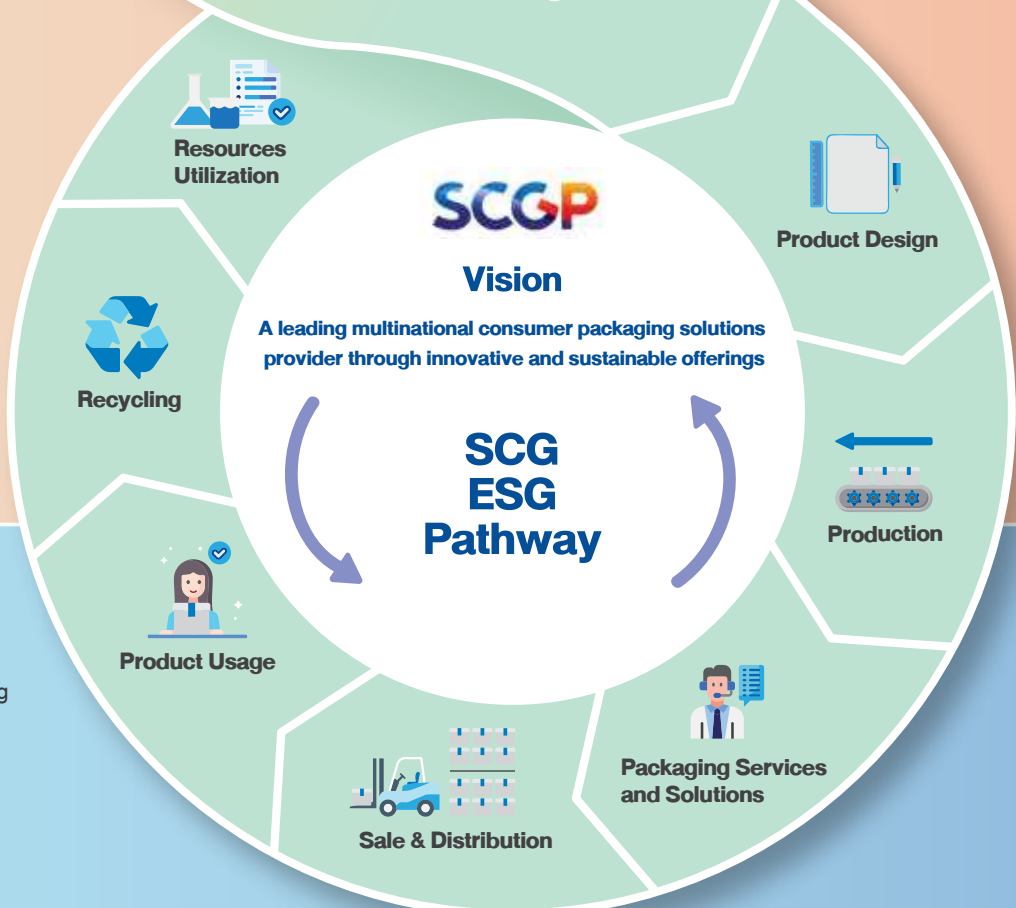 Resources
Utilization
SCGP
Vision
A leading multinational consumer packaging solutions
provider through innovative and sustainable offerings
Product Design
Recycling
SCG
ESG
Pathway
Production
Product Usage
g
Packaging Services
and Solutions
Sale & Distribution